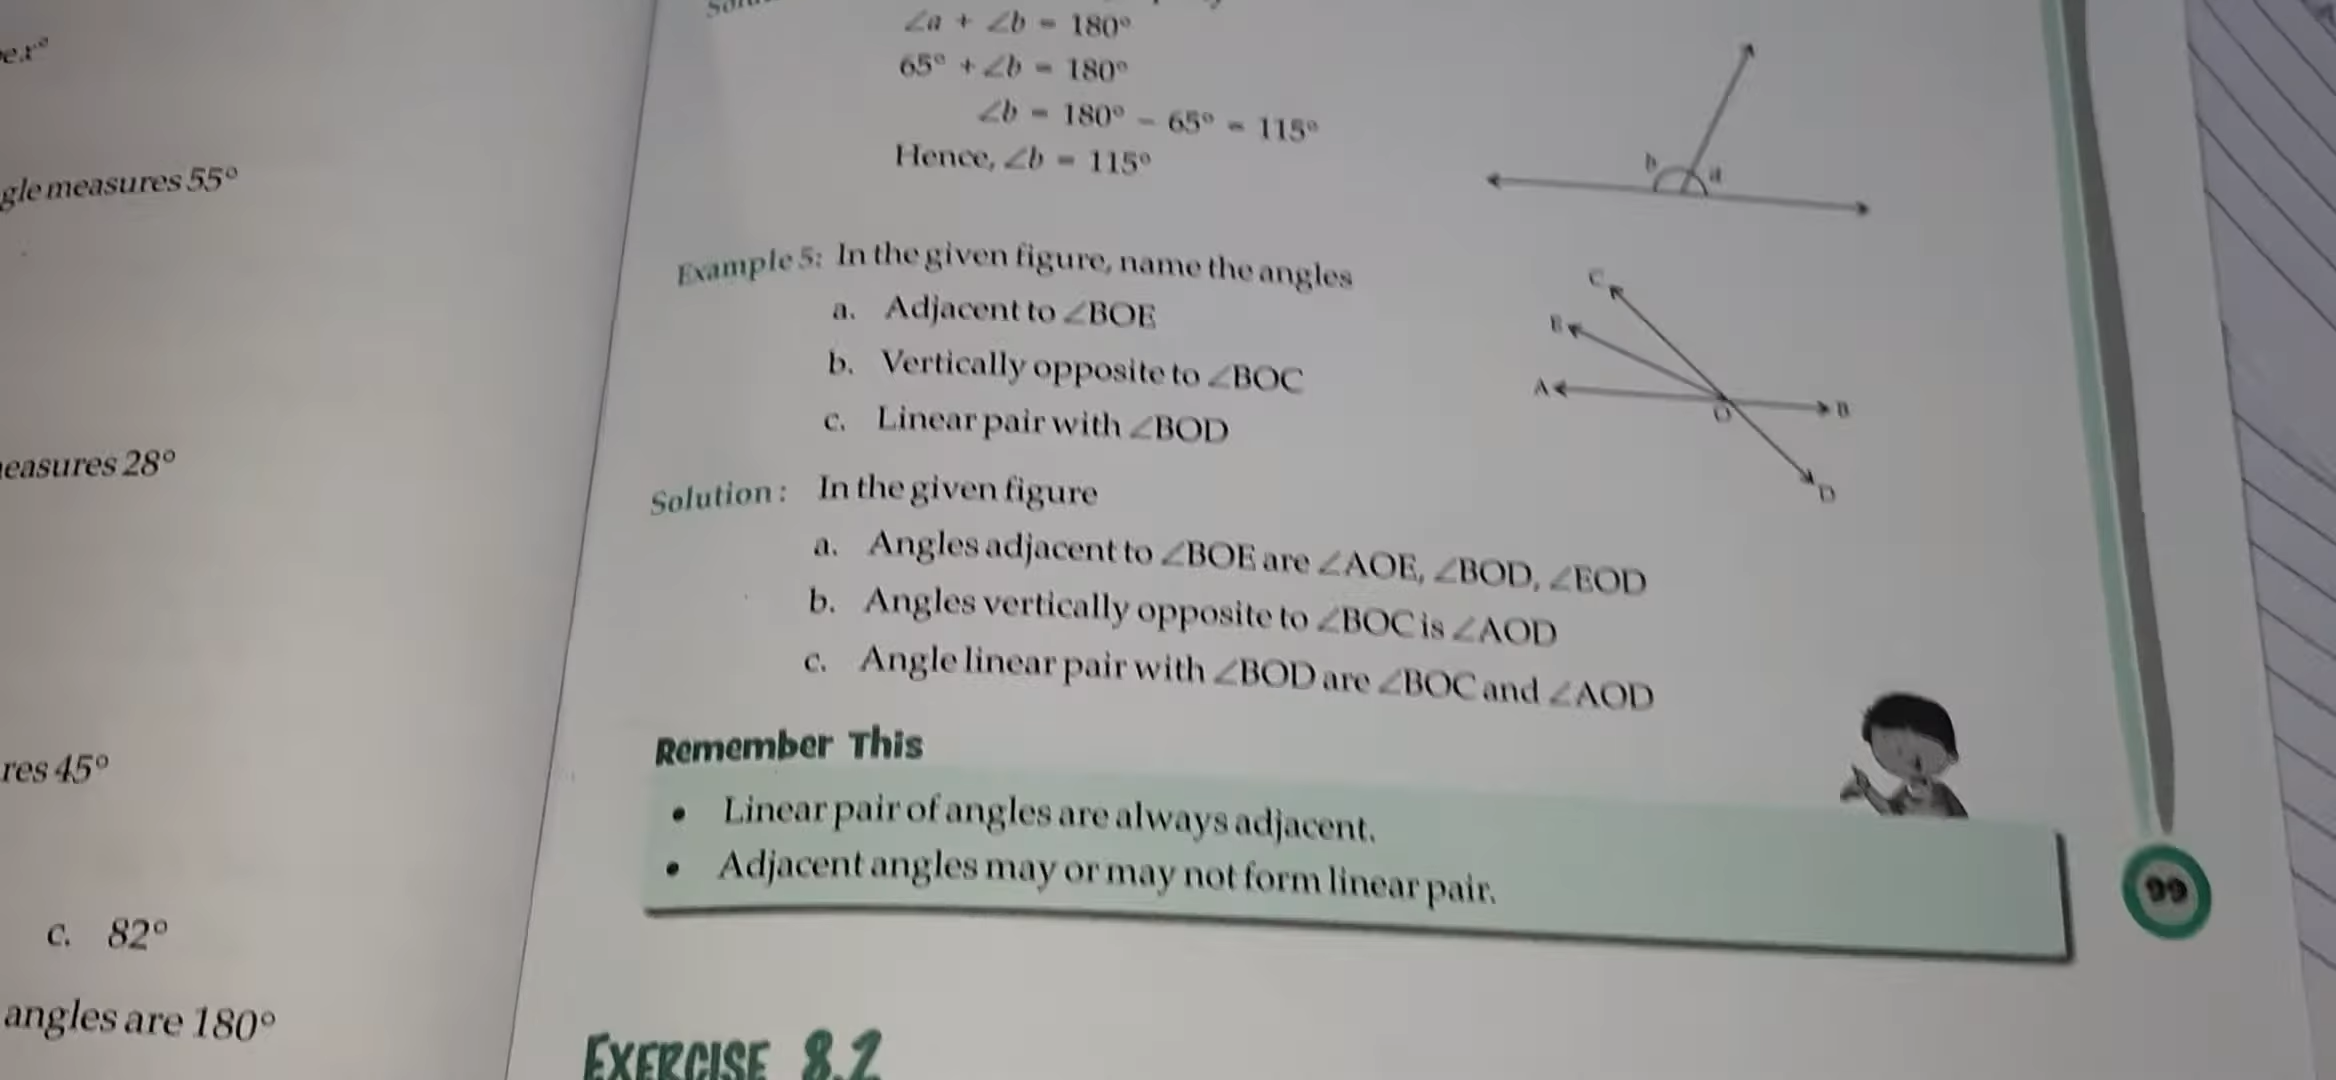 gle measures 55°
easures 28°
res 45°
c. 82°
angles are 180°
∠a + ∠b = 180°
65° + ∠b = 180°
∠b = 180° – 65° = 115°
Hence, ∠b = 115°
b a
Example 5: In the given figure, name the angles
a. Adjacent to ∠BOE
b. Vertically opposite to ∠BOC
c. Linear pair with ∠BOD
C
E
A B
O
D
Solution: In the given figure
a. Angles adjacent to ∠BOE are ∠AOE, ∠BOD, ∠EOD
b. Angles vertically opposite to ∠BOC is ∠AOD
c. Angle linear pair with ∠BOD are ∠BOC and ∠AOD
Remember This
• Linear pair of angles are always adjacent.
• Adjacent angles may or may not form linear pair.
99
EXERCISE 8.2